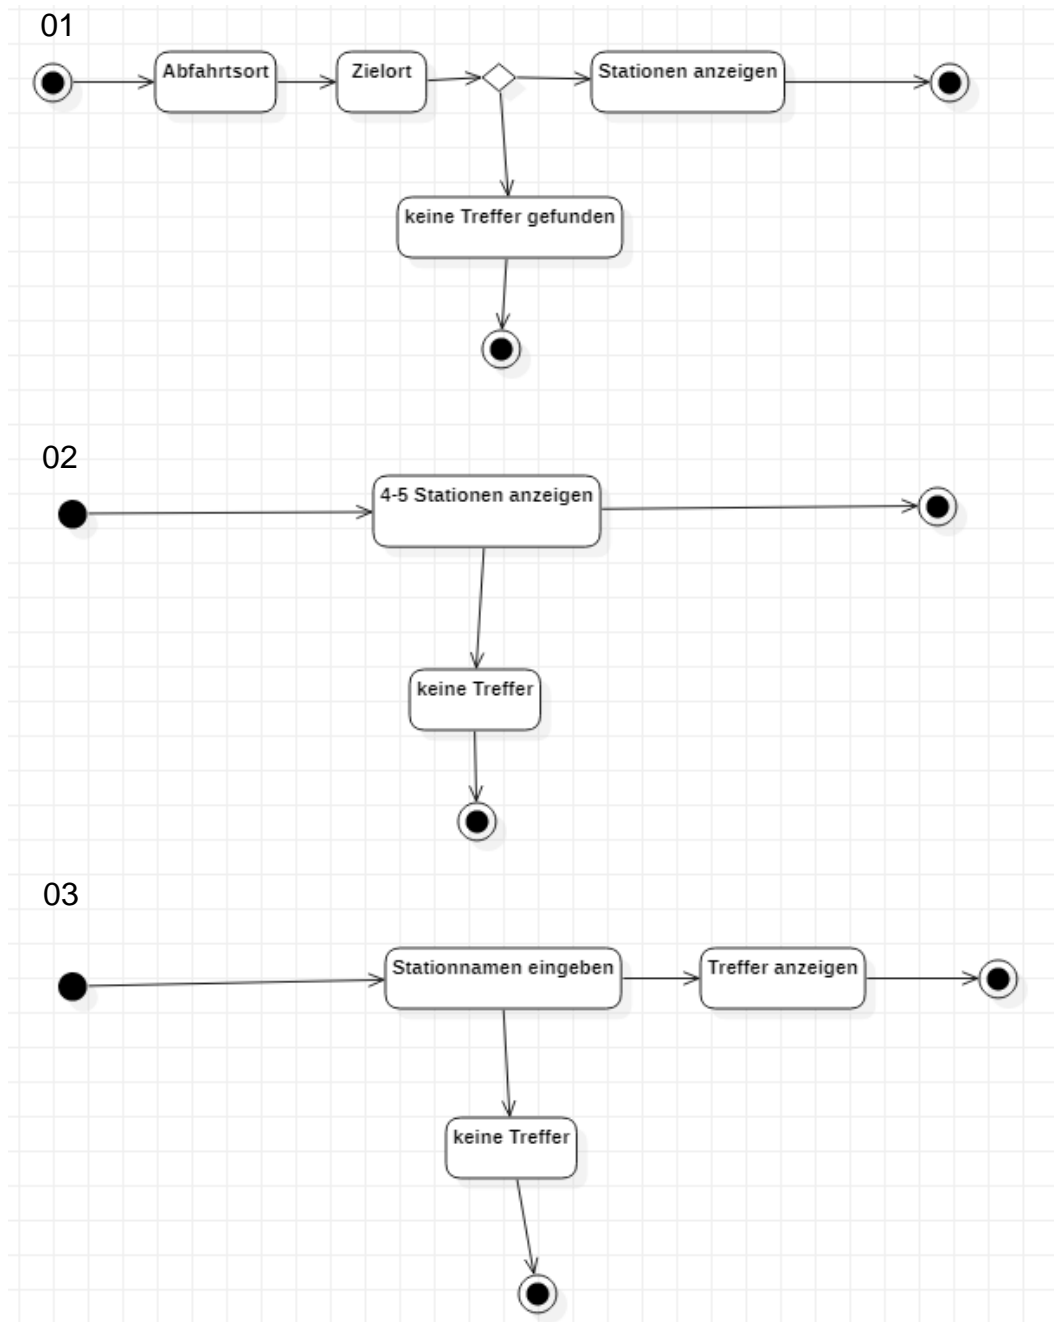 01
Abfahrtsort
Zielort
Stationen anzeigen
keine Treffer gefunden
02
4-5 Stationen anzeigen
keine Treffer
03
Stationnamen eingeben
Treffer anzeigen
keine Treffer